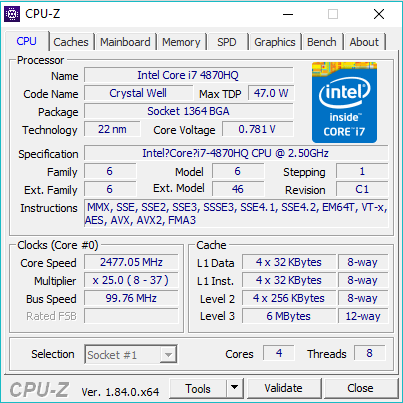 CPU-Z
CPU Caches Mainboard Memory SPD Graphics Bench About
Processor
Name Intel Core i7 4870HQ
Code Name Crystal Well Max TDP 47.0 W
Package Socket 1364 BGA
Technology 22 nm Core Voltage 0.781 V
intel inside™ CORE™i7
Specification Intel?Core?i7-4870HQ CPU @ 2.50GHz
Family 6 Model 6 Stepping 1
Ext. Family 6 Ext. Model 46 Revision C1
Instructions MMX, SSE, SSE2, SSE3, SSSE3, SSE4.1, SSE4.2, EM64T, VT-x,
AES, AVX, AVX2, FMA3
Clocks (Core #0) Cache
Core Speed 2477.05 MHz L1 Data 4 x 32 KBytes 8-way
Multiplier x 25.0 ( 8 - 37 ) L1 Inst. 4 x 32 KBytes 8-way
Bus Speed 99.76 MHz Level 2 4 x 256 KBytes 8-way
Rated FSB Level 3 6 MBytes 12-way
Selection Socket #1 Cores 4 Threads 8
CPU-Z Ver. 1.84.0.x64 Tools Validate Close